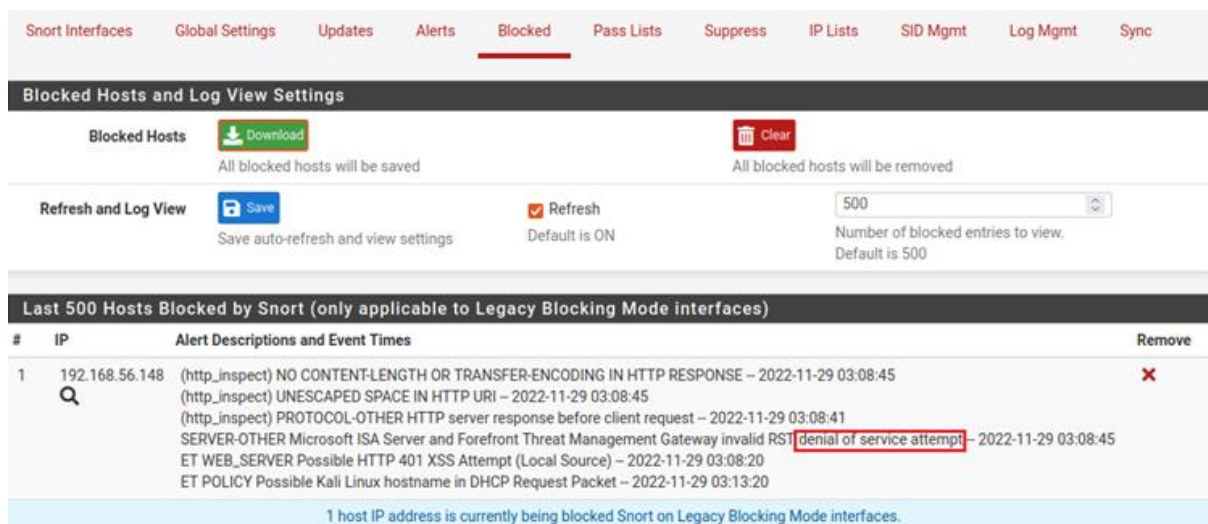 Snort Interfaces Global Settings Updates Alerts Blocked Pass Lists Suppress IP Lists SID Mgmt Log Mgmt Sync
Blocked Hosts and Log View Settings
Blocked Hosts Download Clear
All blocked hosts will be saved All blocked hosts will be removed
Refresh and Log View Save Refresh 500
Save auto-refresh and view settings Default is ON Number of blocked entries to view.
Default is 500
Last 500 Hosts Blocked by Snort (only applicable to Legacy Blocking Mode interfaces)
# IP Alert Descriptions and Event Times Remove
1 192.168.56.148 (http_inspect) NO CONTENT-LENGTH OR TRANSFER-ENCODING IN HTTP RESPONSE -- 2022-11-29 03:08:45
(http_inspect) UNESCAPED SPACE IN HTTP URI -- 2022-11-29 03:08:45
(http_inspect) PROTOCOL-OTHER HTTP server response before client request -- 2022-11-29 03:08:41
SERVER-OTHER Microsoft ISA Server and Forefront Threat Management Gateway invalid RST denial of service attempt -- 2022-11-29 03:08:45
ET WEB_SERVER Possible HTTP 401 XSS Attempt (Local Source) -- 2022-11-29 03:08:20
ET POLICY Possible Kali Linux hostname in DHCP Request Packet -- 2022-11-29 03:13:20
1 host IP address is currently being blocked Snort on Legacy Blocking Mode interfaces.